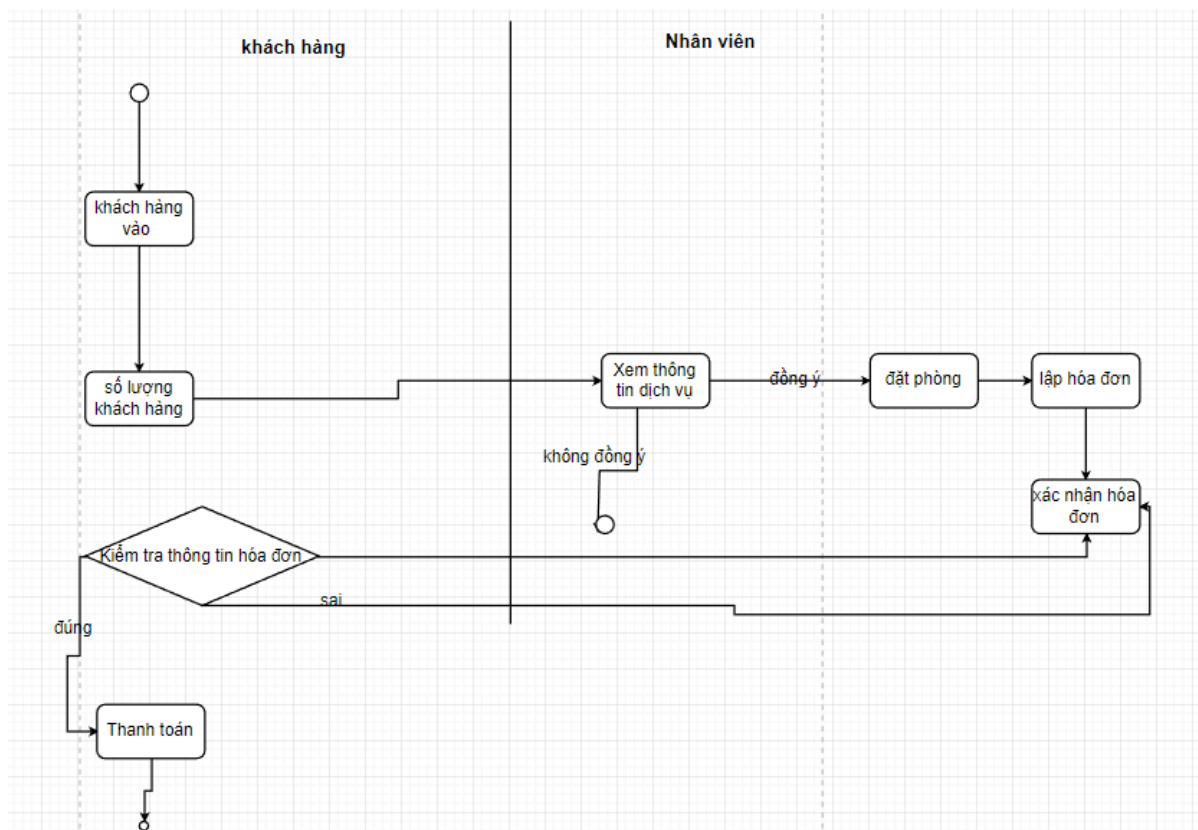 khách hàng
Nhân viên
khách hàng
vào
số lượng
khách hàng
Xem thông
tin dịch vụ
đồng ý
đặt phòng
lập hóa đơn
không đồng ý
xác nhận hóa
đơn
Kiểm tra thông tin hóa đơn
sai
đúng
Thanh toán